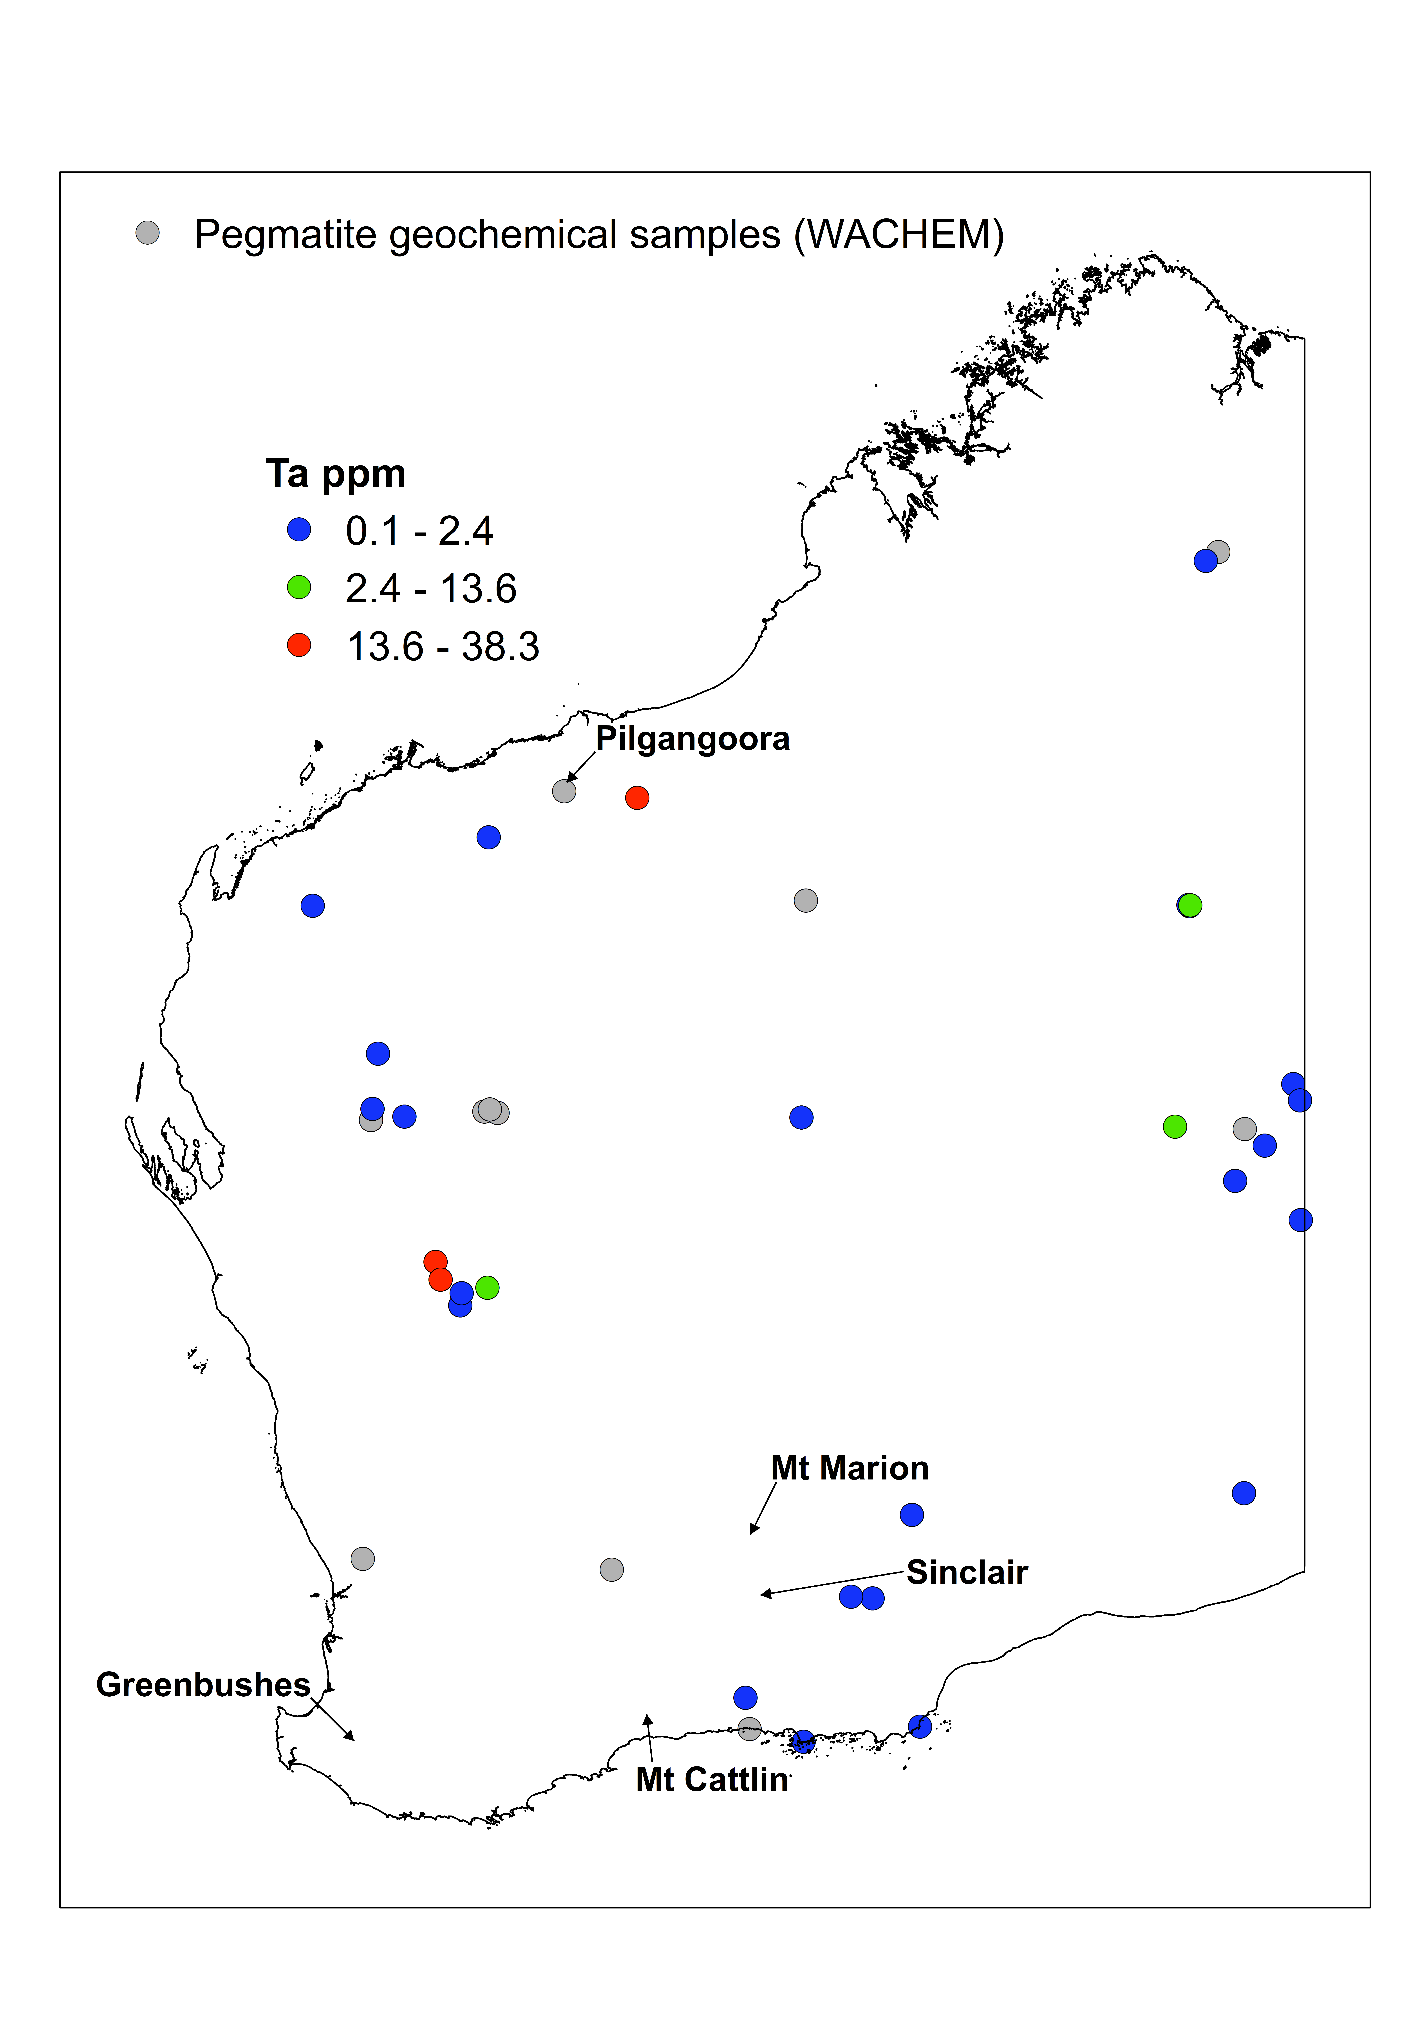 Pegmatite geochemical samples (WACHEM)
Ta ppm
0.1 - 2.4
2.4 - 13.6
13.6 - 38.3
Pilgangoora
Mt Marion
Sinclair
Greenbushes
Mt Cattlin